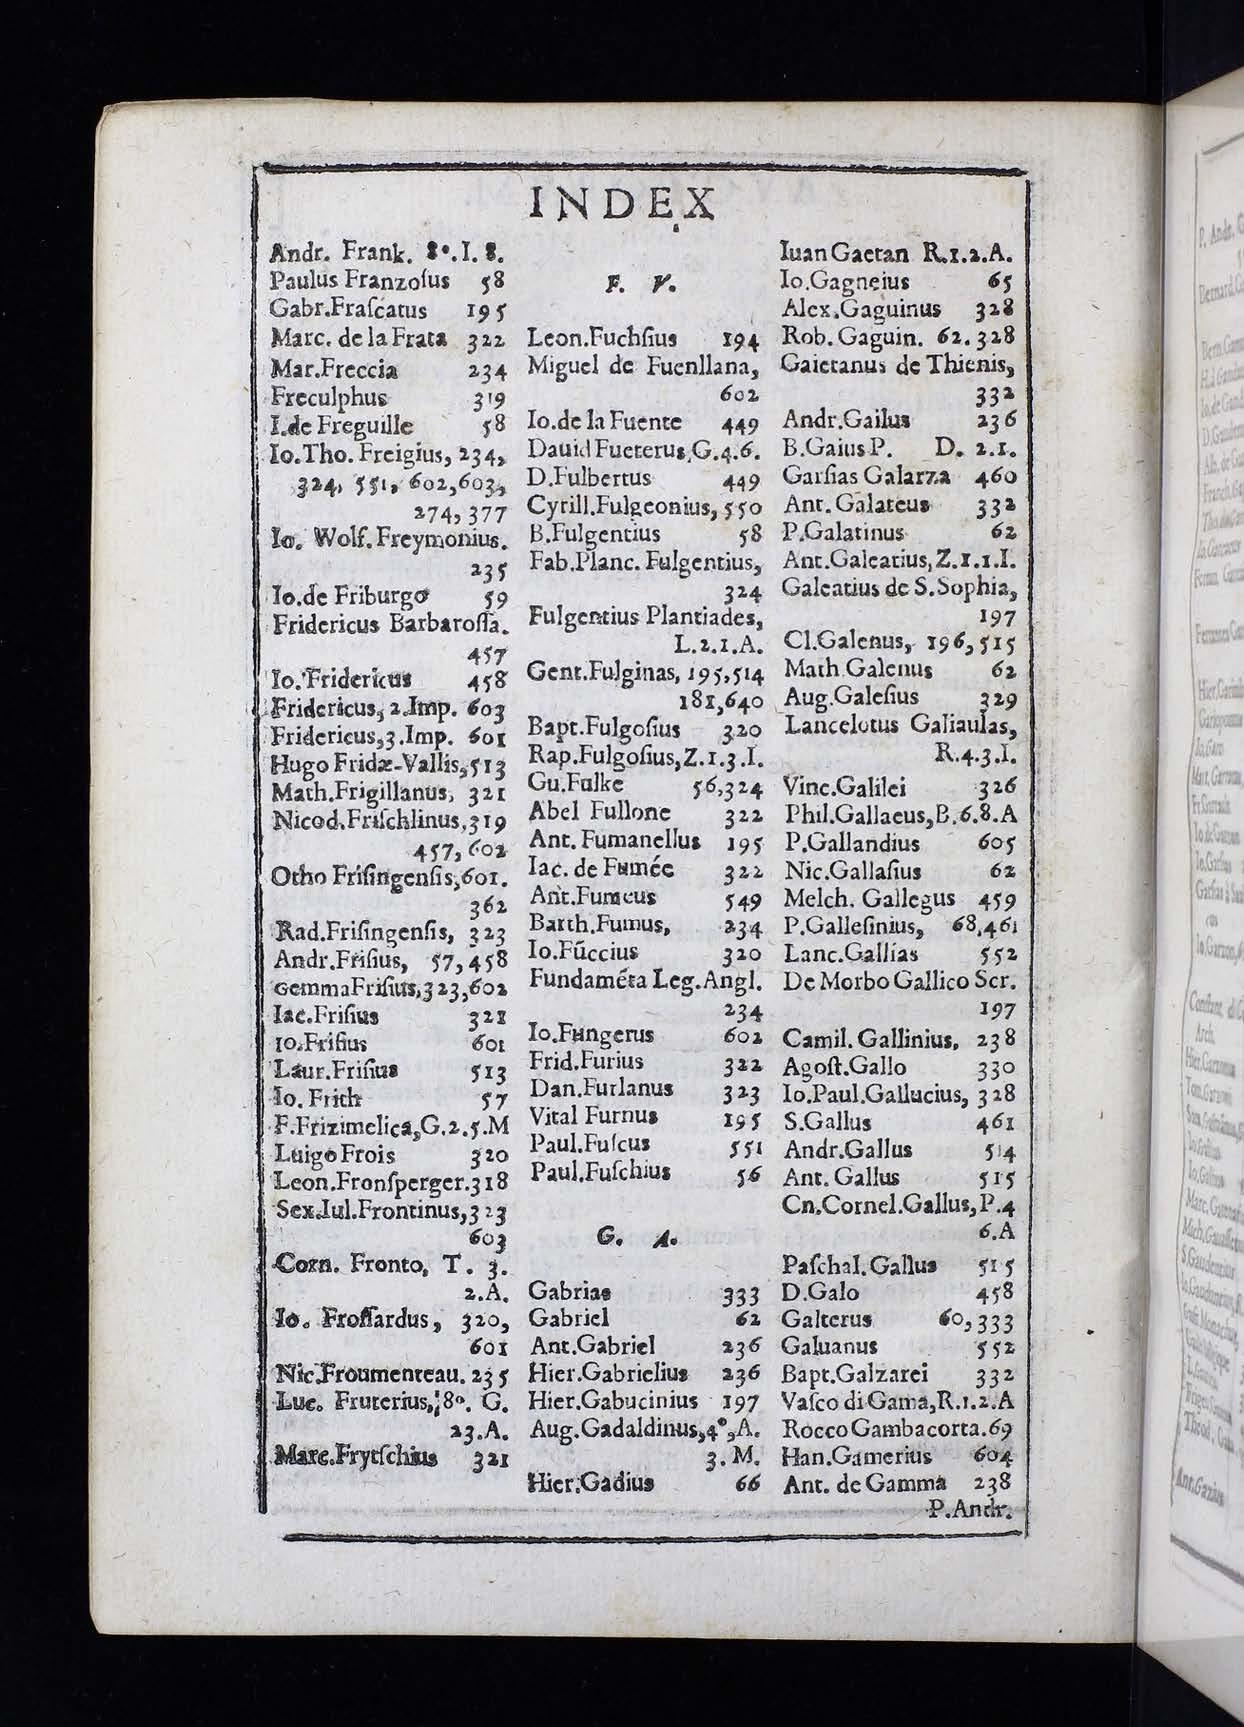 INDEX
Andr. Frank. 8°. I. 8.
Paulus Franzoſus 58
Gabr.Fraſcatus 195
Marc. de la Frata 322
Mar.Freccia 234
Freculphus 319
I.de Freguille 58
Io.Tho. Freigius, 234,
324, 551, 602,603,
274, 377
Io. Wolf. Freymonius.
235
Io.de Friburgo 59
Fridericus Barbaroſſa.
457
Io. Fridericus 458
Fridericus, 2.Imp. 603
Fridericus,3.Imp. 601
Hugo Fridæ-Vallis,513
Math.Frigillanus, 321
Nicod.Friſchlinus,319
457, 602
Otho Friſingenſis,601.
362
Rad.Friſingenſis, 323
Andr.Friſius, 57,458
GemmaFriſius,323,602
Iac.Friſius 321
Io.Friſius 601
Laur.Friſius 513
Io. Frith 57
F.Frizimelica,G.2.5.M
Luigo Frois 320
Leon.Fronſperger.318
Sex.Iul.Frontinus,323
603
Corn. Fronto, T. 3.
2.A.
Io. Froſſardus, 320,
601
Nic.Froumenteau. 235
Luc. Fruterius, 8°. G.
23.A.
Marc.Frytſchius 321
F. V.
Leon.Fuchſius 194
Miguel de Fuenllana,
602
Io.de la Fuente 449
Dauid Fueterus,G.4.6.
D.Fulbertus 449
Cyrill.Fulgeonius, 550
B.Fulgentius 58
Fab.Planc. Fulgentius,
324
Fulgentius Plantiades,
L.2.1.A.
Gent.Fulginas, 195,514
181,640
Bapt.Fulgoſius 320
Rap.Fulgoſius,Z.1.3.I.
Gu.Fulke 56,324
Abel Fullone 322
Ant. Fumanellus 195
Iac. de Fumée 322
Ant.Fumeus 549
Barth.Fumus, 234
Io.Fūccius 320
Fundamēta Leg.Angl.
234
Io.Fungerus 602
Frid.Furius 322
Dan.Furlanus 323
Vital Furnus 195
Paul.Fuſcus 551
Paul.Fuſchius 56
G. A.
Gabrias 333
Gabriel 62
Ant.Gabriel 236
Hier.Gabrielius 236
Hier.Gabucinius 197
Aug.Gadaldinus,4°,A.
3. M.
Hier.Gadius 66
Iuan Gaetan R.1.2.A.
Io.Gagneius 65
Alex.Gaguinus 328
Rob. Gaguin. 62. 328
Gaietanus de Thienis,
332
Andr.Gailus 236
B.Gaius P. D. 2.1.
Garſias Galarza 460
Ant. Galateus 332
P.Galatinus 62
Ant.Galeatius,Z.1.1.I.
Galeatius de S.Sophia,
197
Cl.Galenus, 196,515
Math.Galenus 62
Aug.Galeſius 329
Lancelotus Galiaulas,
R.4.3.I.
Vinc.Galilei 326
Phil.Gallaeus,B.6.8.A
P.Gallandius 605
Nic.Gallaſius 62
Melch. Gallegus 459
P.Galleſinius, 68,461
Lanc.Gallias 552
De Morbo Gallico Scr.
197
Camil. Gallinius, 238
Agoſt.Gallo 330
Io.Paul.Gallucius, 328
S.Gallus 461
Andr.Gallus 514
Ant. Gallus 515
Cn.Cornel.Gallus,P.4
6.A
Paſchal. Gallus 515
D.Galo 458
Galterus 60,333
Galuanus 552
Bapt.Galzarei 332
Vaſco di Gama,R.1.2.A
Rocco Gambacorta.69
Han.Gamerius 604
Ant. de Gamma 238
P.Andr.